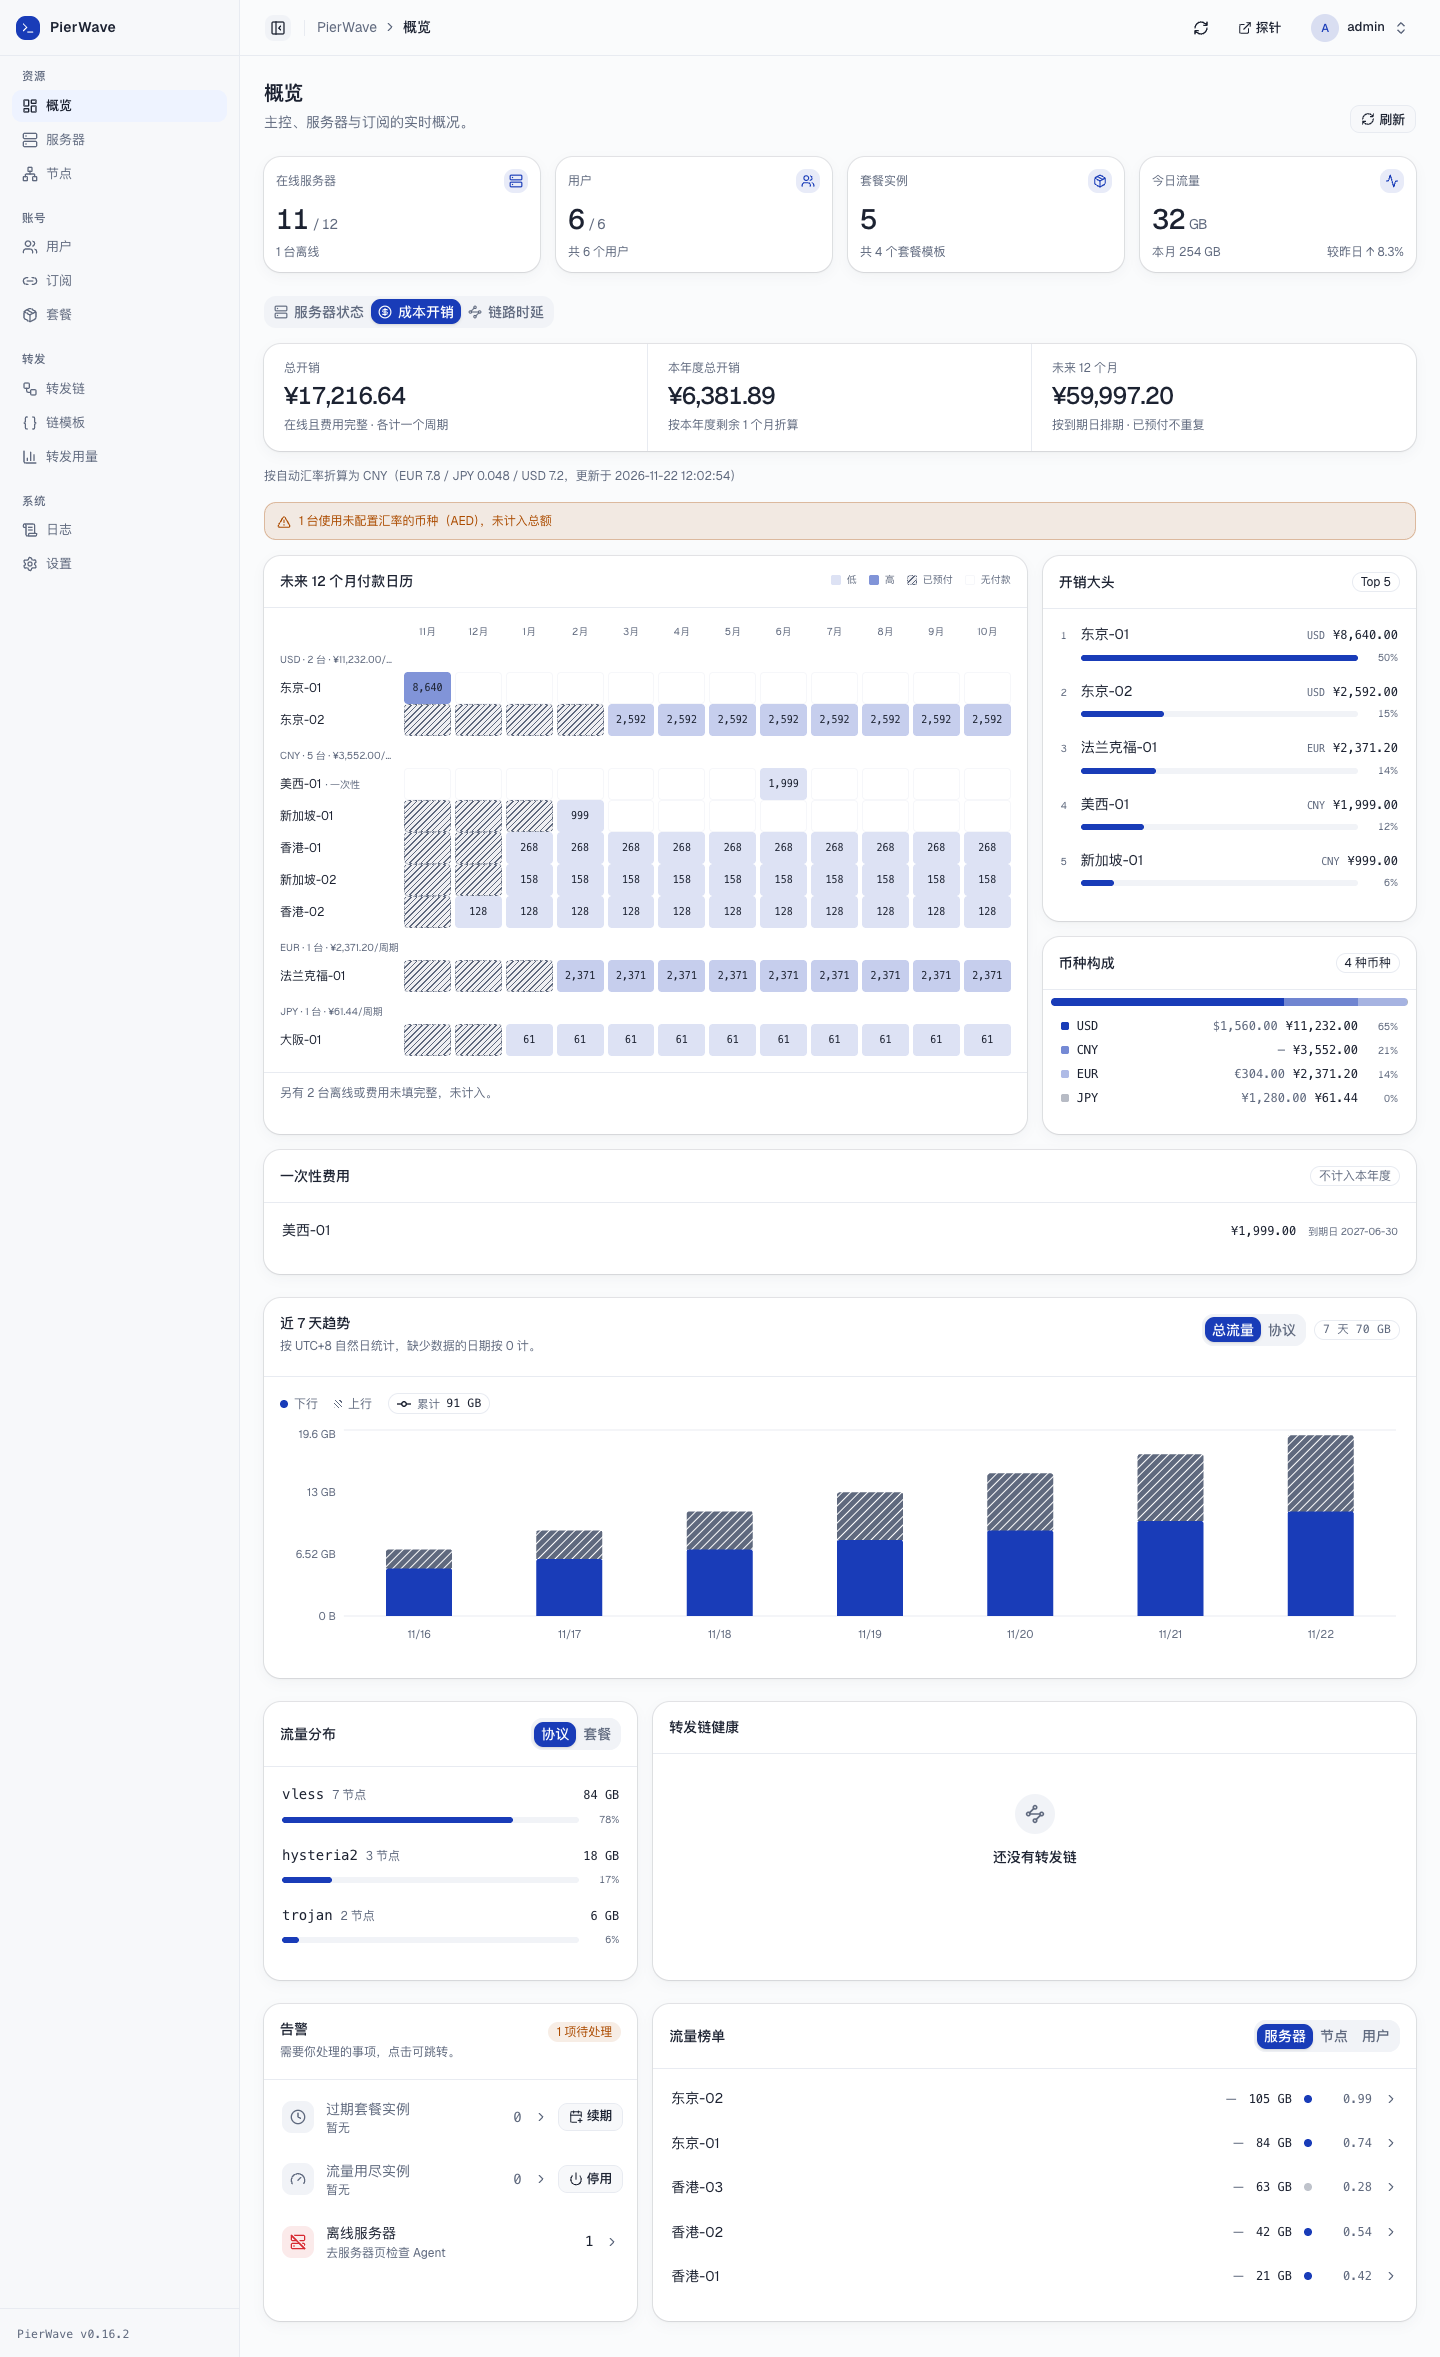 PierWave
PierWave > 概览
探针
A admin
资源
概览
服务器
节点
账号
用户
订阅
套餐
转发
转发链
链模板
转发用量
系统
日志
设置
PierWave v0.16.2
概览
主控、服务器与订阅的实时概况。
刷新
在线服务器
11 / 12
1 台离线
用户
6 / 6
共 6 个用户
套餐实例
5
共 4 个套餐模板
今日流量
32 GB
本月 254 GB 较昨日 ↑ 8.3%
服务器状态 成本开销 链路时延
总开销
¥17,216.64
在线且费用完整 · 各计一个周期
本年度总开销
¥6,381.89
按本年度剩余 1 个月折算
未来 12 个月
¥59,997.20
按到期日排期 · 已预付不重复
按自动汇率折算为 CNY（EUR 7.8 / JPY 0.048 / USD 7.2，更新于 2026-11-22 12:02:54）
1 台使用未配置汇率的币种（AED），未计入总额
未来 12 个月付款日历 低 高 已预付 无付款
11月 12月 1月 2月 3月 4月 5月 6月 7月 8月 9月 10月
USD · 2 台 · ¥11,232.00/...
东京-01 8,640
东京-02 2,592 2,592 2,592 2,592 2,592 2,592 2,592 2,592
CNY · 5 台 · ¥3,552.00/...
美西-01 · 一次性 1,999
新加坡-01 999
香港-01 268 268 268 268 268 268 268 268 268 268
新加坡-02 158 158 158 158 158 158 158 158 158 158
香港-02 128 128 128 128 128 128 128 128 128 128 128
EUR · 1 台 · ¥2,371.20/周期
法兰克福-01 2,371 2,371 2,371 2,371 2,371 2,371 2,371 2,371 2,371
JPY · 1 台 · ¥61.44/周期
大阪-01 61 61 61 61 61 61 61 61 61 61
另有 2 台离线或费用未填完整，未计入。
开销大头 Top 5
1 东京-01 USD ¥8,640.00
50%
2 东京-02 USD ¥2,592.00
15%
3 法兰克福-01 EUR ¥2,371.20
14%
4 美西-01 CNY ¥1,999.00
12%
5 新加坡-01 CNY ¥999.00
6%
币种构成 4 种币种
USD $1,560.00 ¥11,232.00 65%
CNY — ¥3,552.00 21%
EUR €304.00 ¥2,371.20 14%
JPY ¥1,280.00 ¥61.44 0%
一次性费用 不计入本年度
美西-01 ¥1,999.00 到期日 2027-06-30
近 7 天趋势
按 UTC+8 自然日统计，缺少数据的日期按 0 计。
总流量 协议 7 天 70 GB
下行 上行 累计 91 GB
19.6 GB
13 GB
6.52 GB
0 B
11/16 11/17 11/18 11/19 11/20 11/21 11/22
流量分布 协议 套餐
vless 7 节点 84 GB
78%
hysteria2 3 节点 18 GB
17%
trojan 2 节点 6 GB
6%
转发链健康
还没有转发链
告警 1 项待处理
需要你处理的事项，点击可跳转。
过期套餐实例 0 续期
暂无
流量用尽实例 0 停用
暂无
离线服务器 1
去服务器页检查 Agent
流量榜单 服务器 节点 用户
东京-02 — 105 GB 0.99
东京-01 — 84 GB 0.74
香港-03 — 63 GB 0.28
香港-02 — 42 GB 0.54
香港-01 — 21 GB 0.42